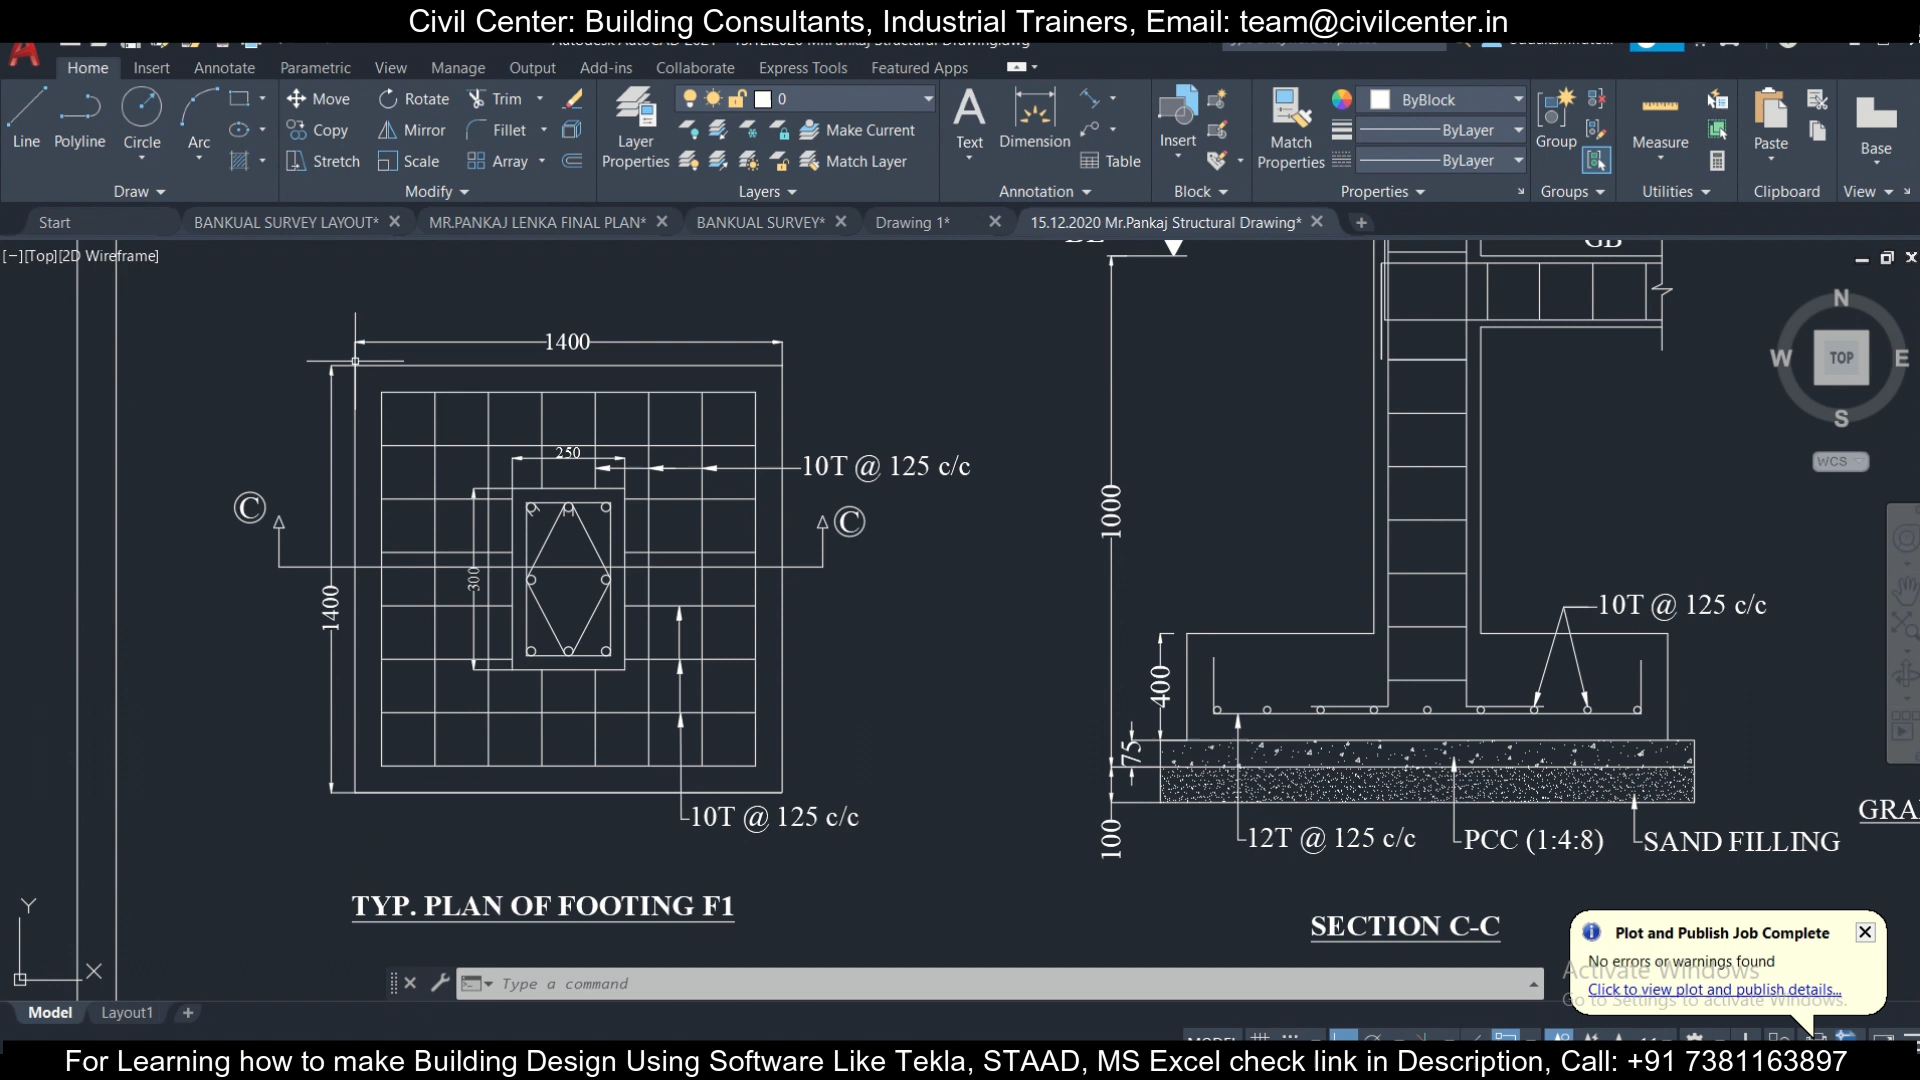 Civil Center: Building Consultants, Industrial Trainers, Email: team@civilcenter.in
Home Insert Annotate Parametric View Manage Output Add-ins Collaborate Express Tools Featured Apps
Line Polyline Circle Arc
Move Rotate Trim
Copy Mirror Fillet
Stretch Scale Array
Layer Properties
0
Make Current
Match Layer
Text Dimension Table
Insert
Match Properties
ByBlock
ByLayer
ByLayer
Group
Measure
Paste
Base
Draw Modify Layers Annotation Block Properties Groups Utilities Clipboard View
Start BANKUAL SURVEY LAYOUT* MR.PANKAJ LENKA FINAL PLAN* BANKUAL SURVEY* Drawing 1* 15.12.2020 Mr.Pankaj Structural Drawing*
[−][Top][2D Wireframe]
GB
N
W TOP E
S
WCS
1400
250
10T @ 125 c/c
C
C
300
1400
10T @ 125 c/c
TYP. PLAN OF FOOTING F1
1000
10T @ 125 c/c
400
75
100
12T @ 125 c/c
PCC (1:4:8)
SAND FILLING
GRA
SECTION C-C
Y
X
Plot and Publish Job Complete
No errors or warnings found
Click to view plot and publish details...
Activate Windows
Go to Settings to activate Windows.
Type a command
Model Layout1
MODEL
For Learning how to make Building Design Using Software Like Tekla, STAAD, MS Excel check link in Description, Call: +91 7381163897